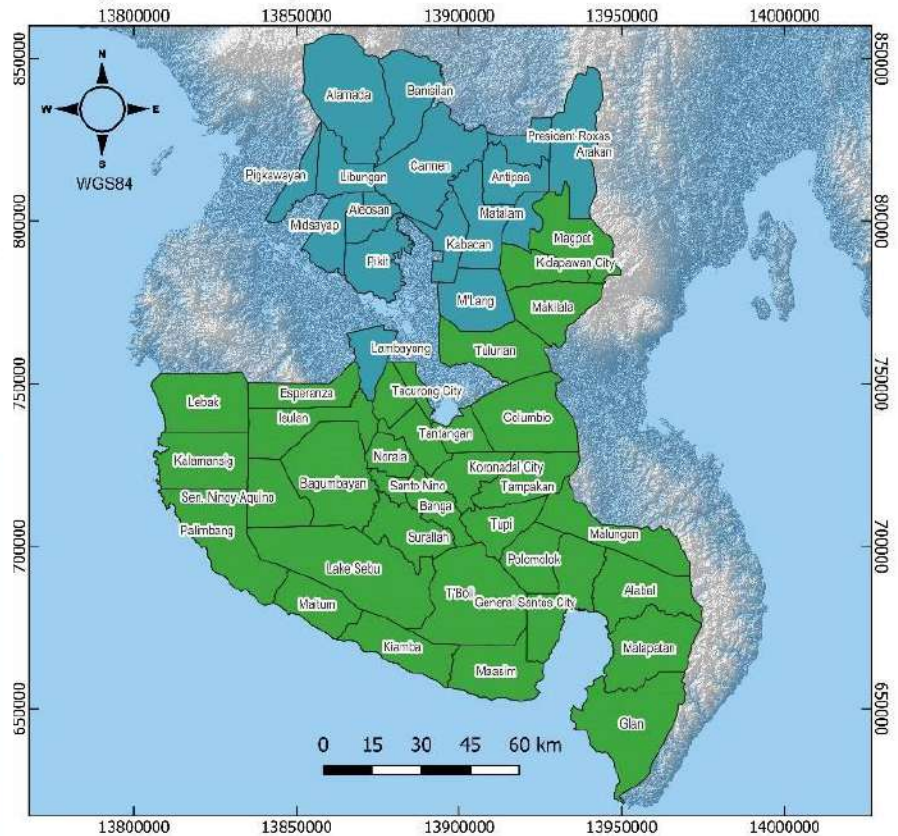 13800000 13850000 13900000 13950000 14000000
850000
850000
N
W E
S
WGS84
Alamada
Banisilan
President Roxas
Arakan
Carmen
Pigkawayan
Libungan
Antipas
Aleosan
Midsayap
Matalam
800000
800000
Magpet
Kabacan
Pikit
Kidapawan City
M'Lang
Makilala
Lambayong
Tulunan
750000
750000
Esperanza
Tacurong City
Lebak
Isulan
Columbio
Tantangan
Norala
Kalamansig
Koronadal City
Bagumbayan
Santo Nino
Tampakan
Sen. Ninoy Aquino
Banga
Palimbang
Tupi
Surallah
Malungon
700000
700000
Polomolok
Lake Sebu
Alabel
T'Boli
General Santos City
Maitum
Kiamba
Malapatan
Maasim
650000
650000
Glan
0 15 30 45 60 km
13800000 13850000 13900000 13950000 14000000